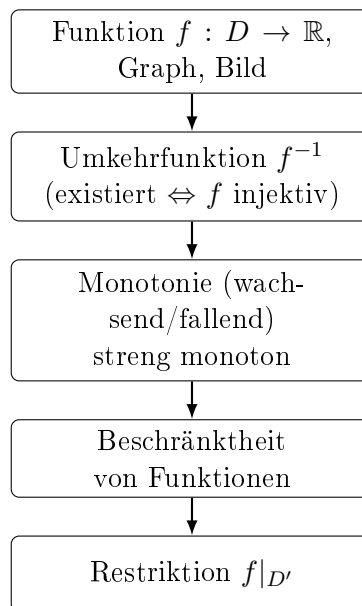 Funktion f : D → ℝ,
Graph, Bild
Umkehrfunktion f⁻¹
(existiert ⇔ f injektiv)
Monotonie (wach-
send/fallend)
streng monoton
Beschränktheit
von Funktionen
Restriktion f|_{D′}